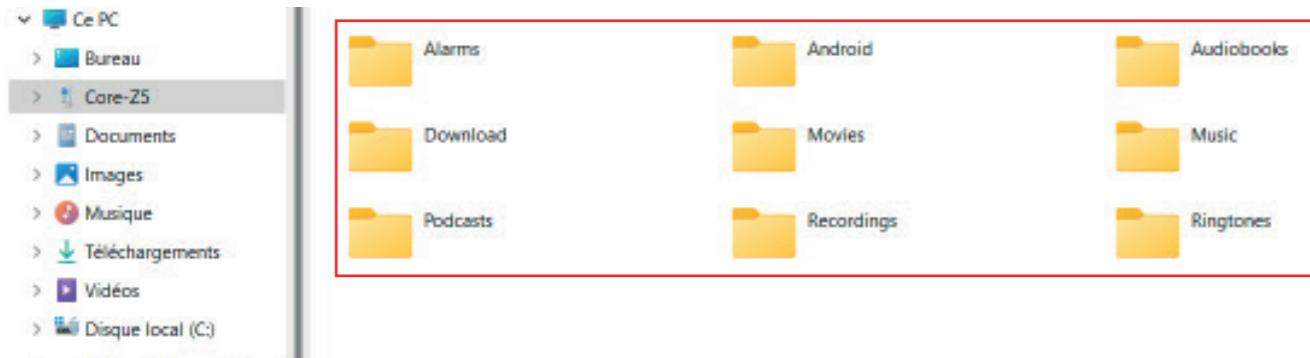 Ce PC
Bureau
Core-Z5
Documents
Images
Musique
Téléchargements
Vidéos
Disque local (C:)
Alarms Android Audiobooks
Download Movies Music
Podcasts Recordings Ringtones